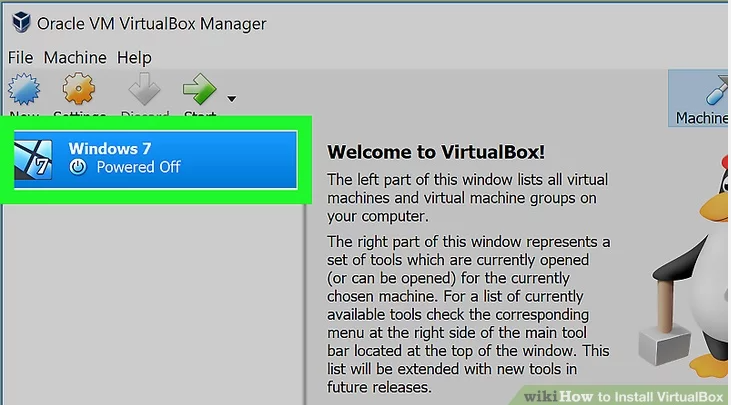 Oracle VM VirtualBox Manager
File Machine Help
New Settings Discard Start
Machine
Windows 7
7 Powered Off
Welcome to VirtualBox!
The left part of this window lists all virtual
machines and virtual machine groups on
your computer.
The right part of this window represents a
set of tools which are currently opened
(or can be opened) for the currently
chosen machine. For a list of currently
available tools check the corresponding
menu at the right side of the main tool
bar located at the top of the window. This
list will be extended with new tools in
future releases.
wikiHow to Install VirtualBox